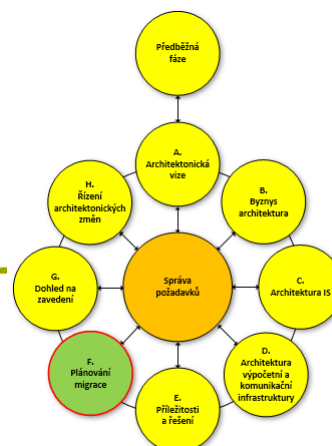 Předběžná
fáze
A.
Architektonická
vize
H.
Řízení
architektonických
změn
B.
Byznys
architektura
G.
Dohled na
zavedení
Správa
požadavků
C.
Architektura IS
F.
Plánování
migrace
D.
Architektura
výpočetní a
komunikační
infrastruktury
E.
Příležitosti
a řešení